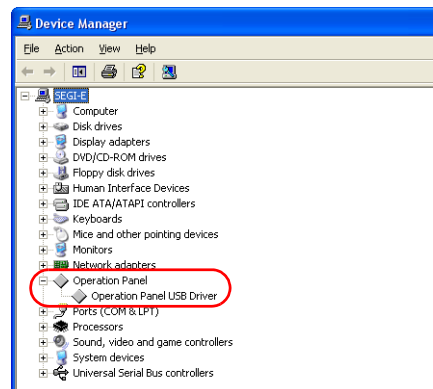 Device Manager
File Action View Help
SEGI-E
Computer
Disk drives
Display adapters
DVD/CD-ROM drives
Floppy disk drives
Human Interface Devices
IDE ATA/ATAPI controllers
Keyboards
Mice and other pointing devices
Monitors
Network adapters
Operation Panel
Operation Panel USB Driver
Ports (COM & LPT)
Processors
Sound, video and game controllers
System devices
Universal Serial Bus controllers